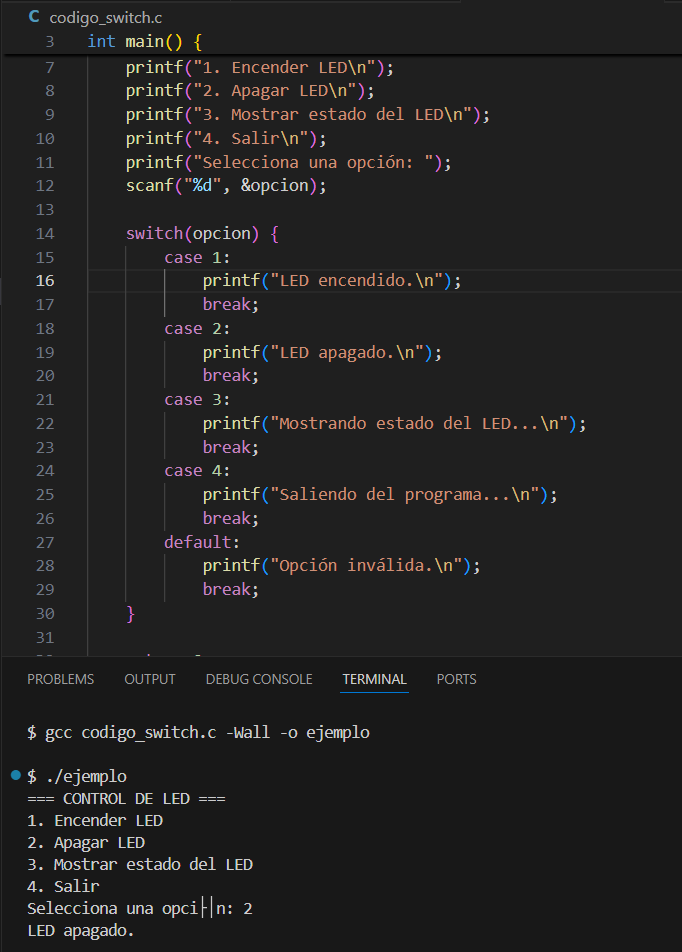 C codigo_switch.c
3 int main() {
7 printf("1. Encender LED\n");
8 printf("2. Apagar LED\n");
9 printf("3. Mostrar estado del LED\n");
10 printf("4. Salir\n");
11 printf("Selecciona una opción: ");
12 scanf("%d", &opcion);
13
14 switch(opcion) {
15 case 1:
16 printf("LED encendido.\n");
17 break;
18 case 2:
19 printf("LED apagado.\n");
20 break;
21 case 3:
22 printf("Mostrando estado del LED...\n");
23 break;
24 case 4:
25 printf("Saliendo del programa...\n");
26 break;
27 default:
28 printf("Opción inválida.\n");
29 break;
30 }
31
PROBLEMS OUTPUT DEBUG CONSOLE TERMINAL PORTS
$ gcc codigo_switch.c -Wall -o ejemplo
$ ./ejemplo
=== CONTROL DE LED ===
1. Encender LED
2. Apagar LED
3. Mostrar estado del LED
4. Salir
Selecciona una opci├│n: 2
LED apagado.